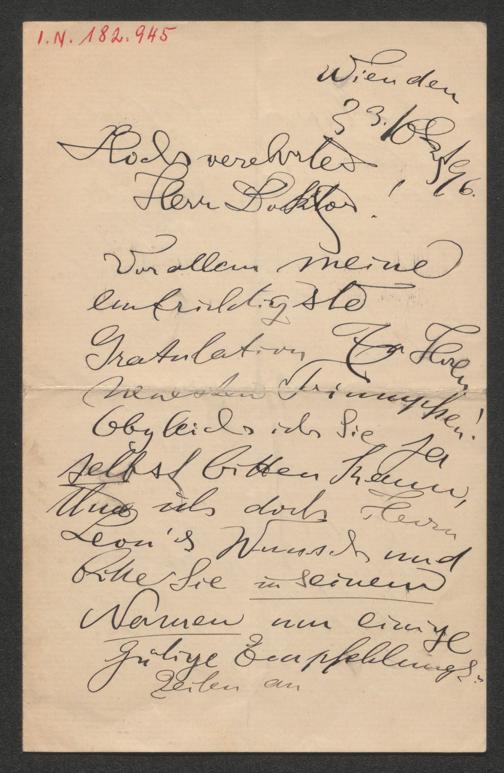 I.N. 182.945
Wien den
23. Okt 96.
Hochverehrtes
Herr Doktor!
Vor allem meine
aufrichtigste
Gratulation zu Ihren
neuesten Triumphen!
Obgleich ich Sie ja
selbst bitten kann,
thue ich doch Herrn
Leon's Wunsch und
bitte Sie in seinem
Namen um einige
gütige Empfehlungs-
zeilen an